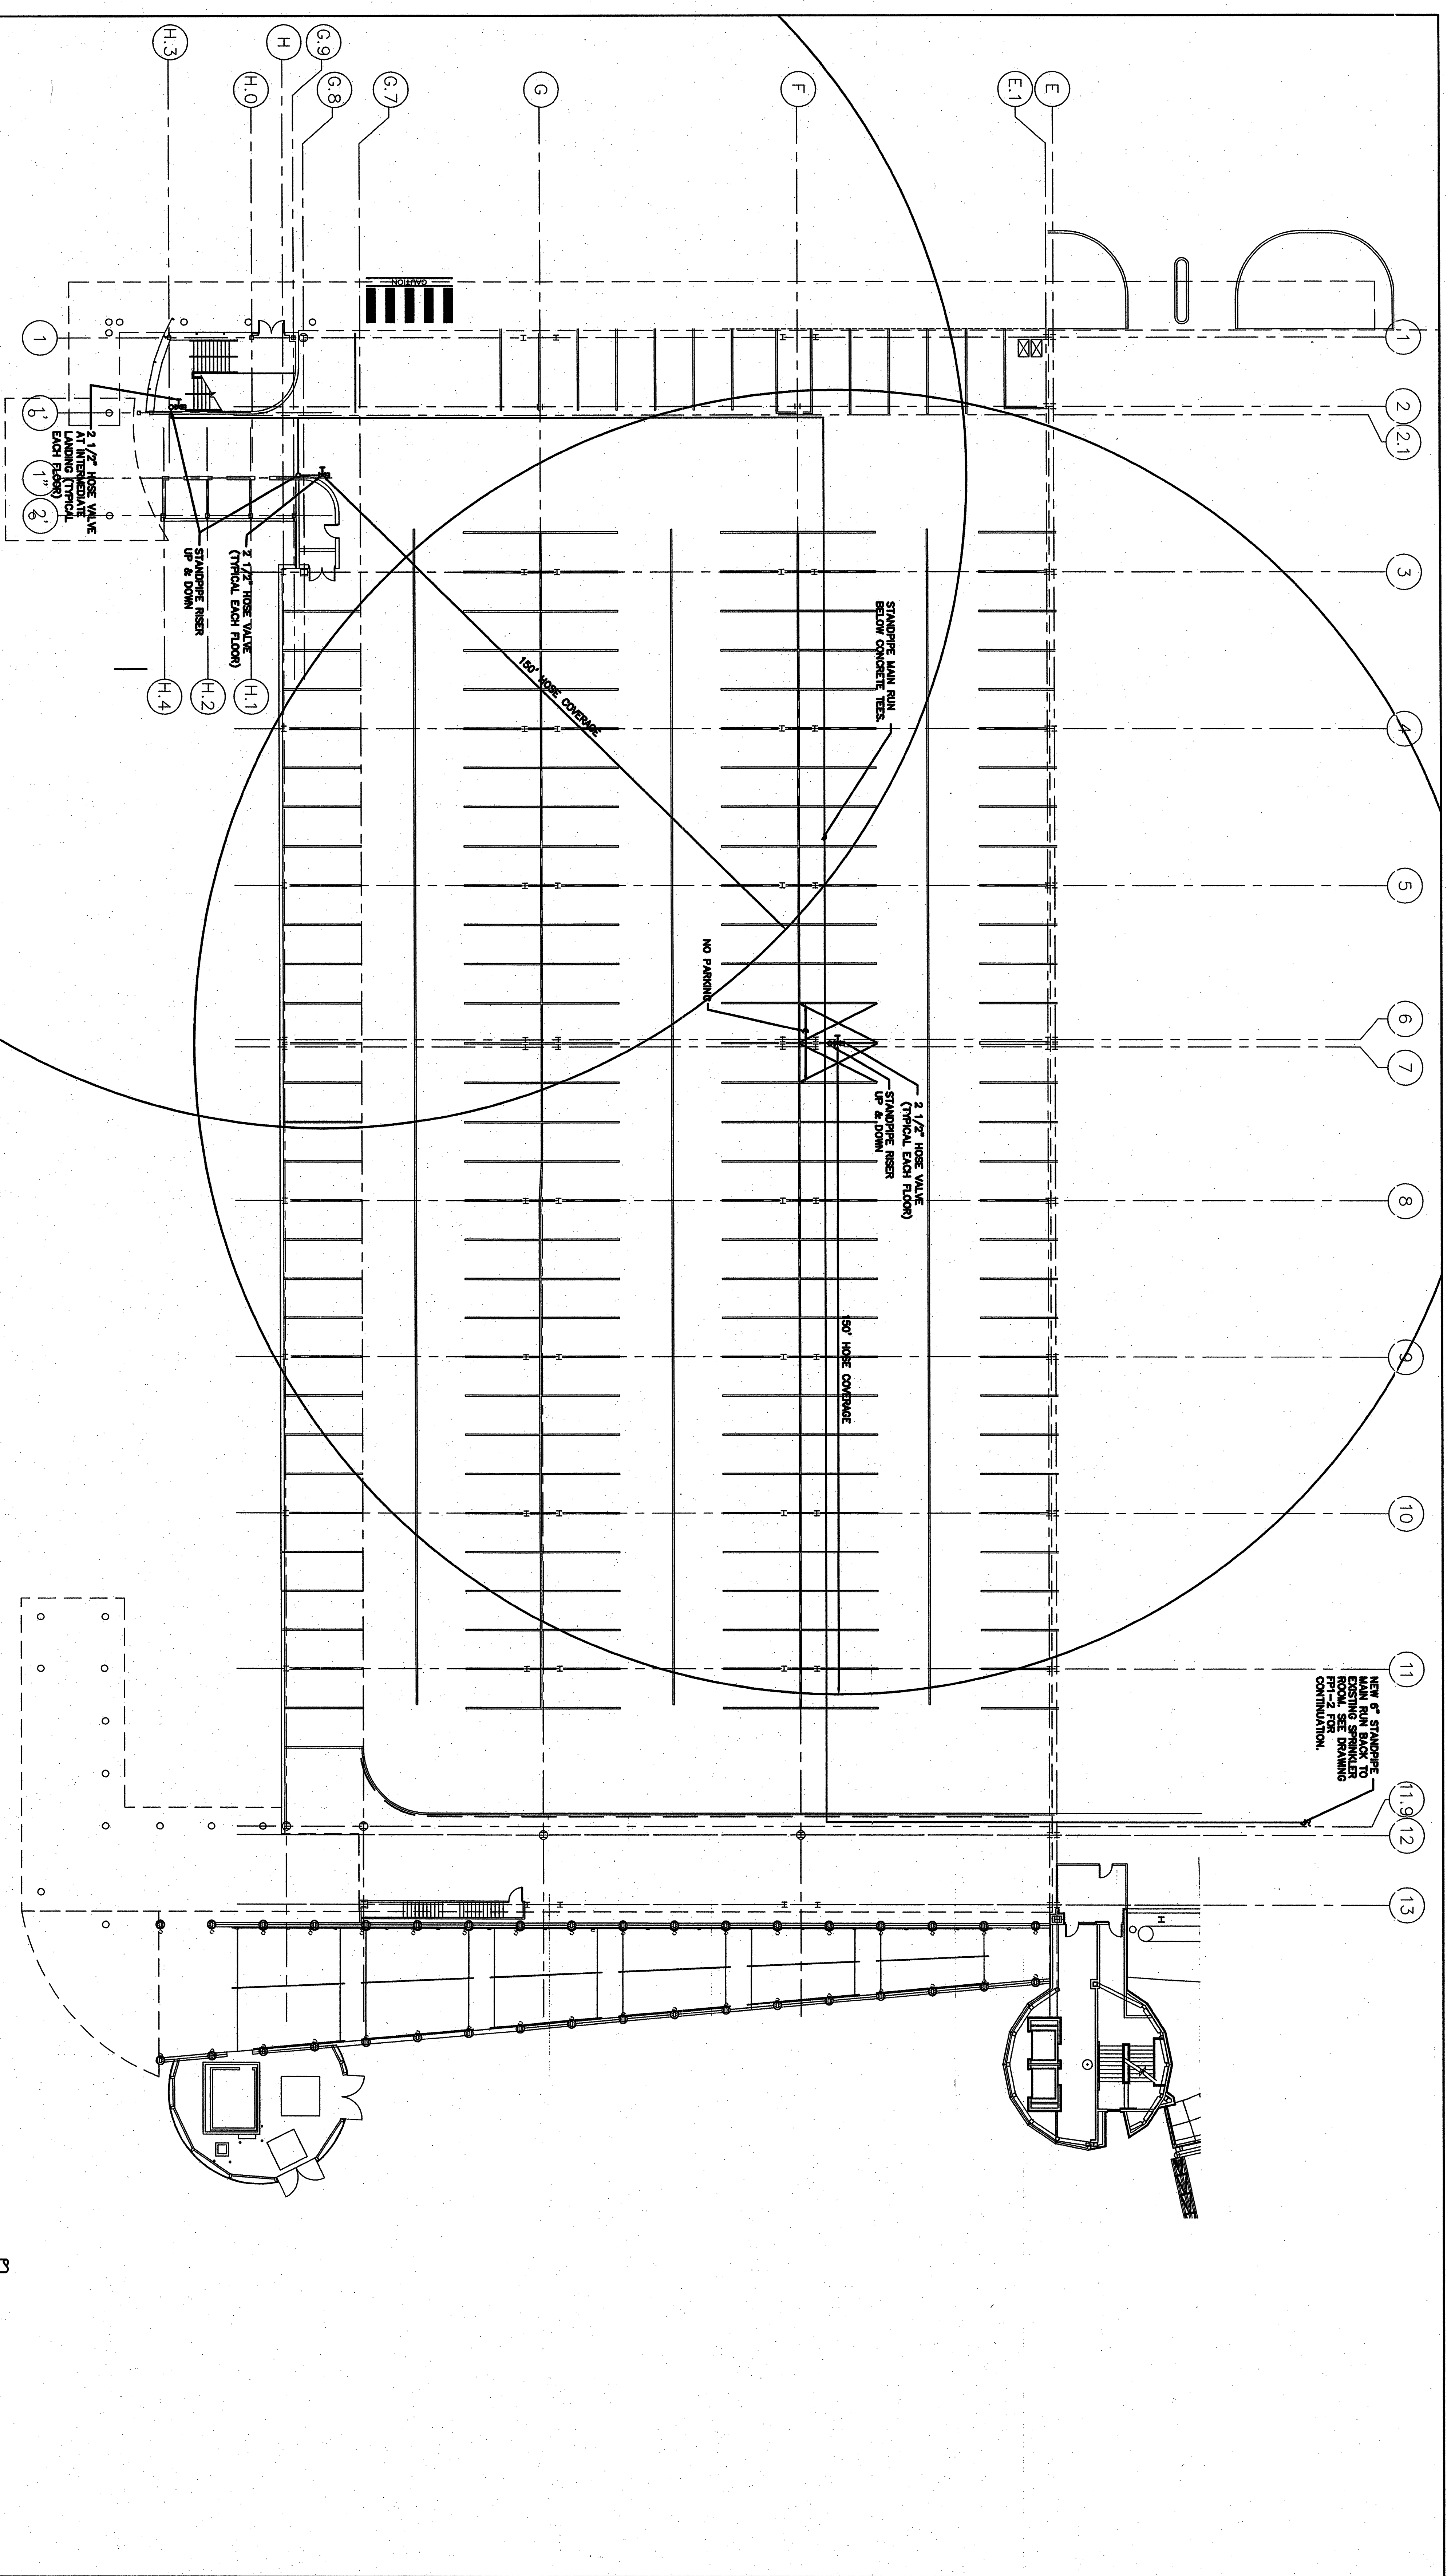 H.3
H
G.9
H.0
G.8
G.7
G
F
E.1
E
CAUTION
1
1
1'
1"
2'
2
2.1
2 1/2" HOSE VALVE
AT INTERMEDIATE
LANDING (TYPICAL
EACH FLOOR)
2 1/2" HOSE VALVE
(TYPICAL EACH FLOOR)
STANDPIPE RISER
UP & DOWN
H.4
H.2
H.1
3
STANDPIPE MAIN RUN
BELOW CONCRETE TEES.
150' HOSE COVERAGE
4
5
NO PARKING
6
7
2 1/2" HOSE VALVE
(TYPICAL EACH FLOOR)
STANDPIPE RISER
UP & DOWN
8
150' HOSE COVERAGE
9
10
11
NEW 6" STANDPIPE
MAIN RUN BACK TO
EXISTING SPRINKLER
ROOM. SEE DRAWING
FP1-2 FOR
CONTINUATION.
11.9
12
13